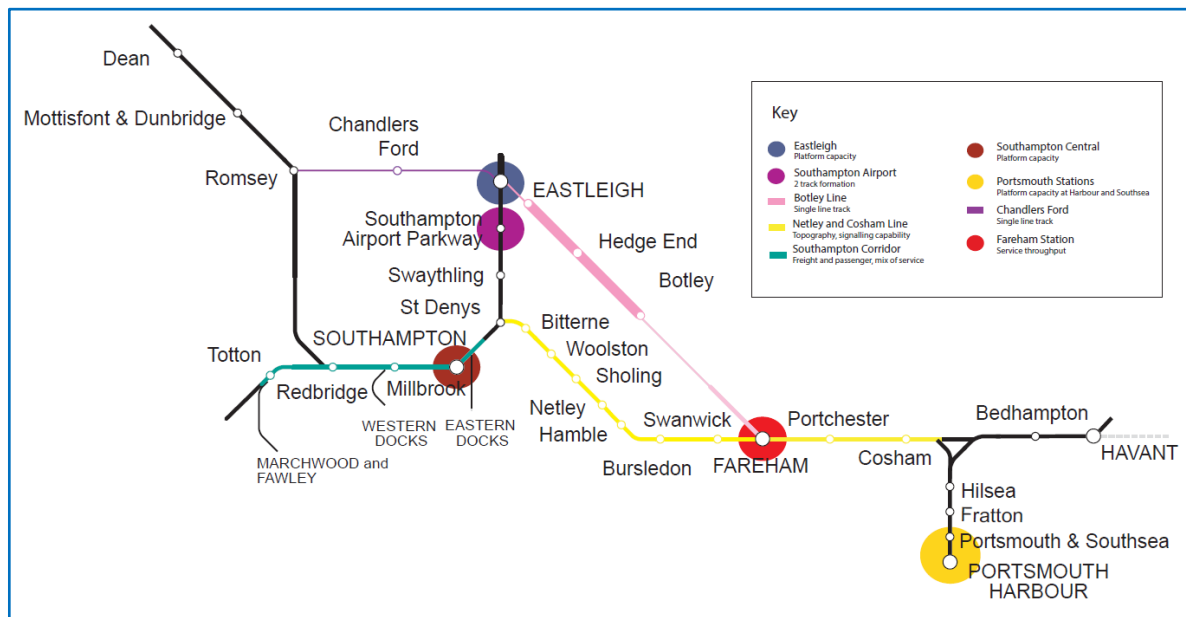 Dean
Mottisfont & Dunbridge
Chandlers
Ford
Romsey
EASTLEIGH
Southampton
Airport Parkway
Hedge End
Swaythling
Botley
St Denys
SOUTHAMPTON
Bitterne
Woolston
Sholing
Totton
Redbridge
Millbrook
WESTERN
DOCKS
EASTERN
DOCKS
MARCHWOOD and
FAWLEY
Netley
Hamble
Swanwick
Bursledon
FAREHAM
Portchester
Cosham
Bedhampton
HAVANT
Hilsea
Fratton
Portsmouth & Southsea
PORTSMOUTH
HARBOUR
Key
Eastleigh
Platform capacity
Southampton Airport
2 track formation
Botley Line
Single line track
Netley and Cosham Line
Topography, signalling capability
Southampton Corridor
Freight and passenger, mix of service
Southampton Central
Platform capacity
Portsmouth Stations
Platform capacity at Harbour and Southsea
Chandlers Ford
Single line track
Fareham Station
Service throughput